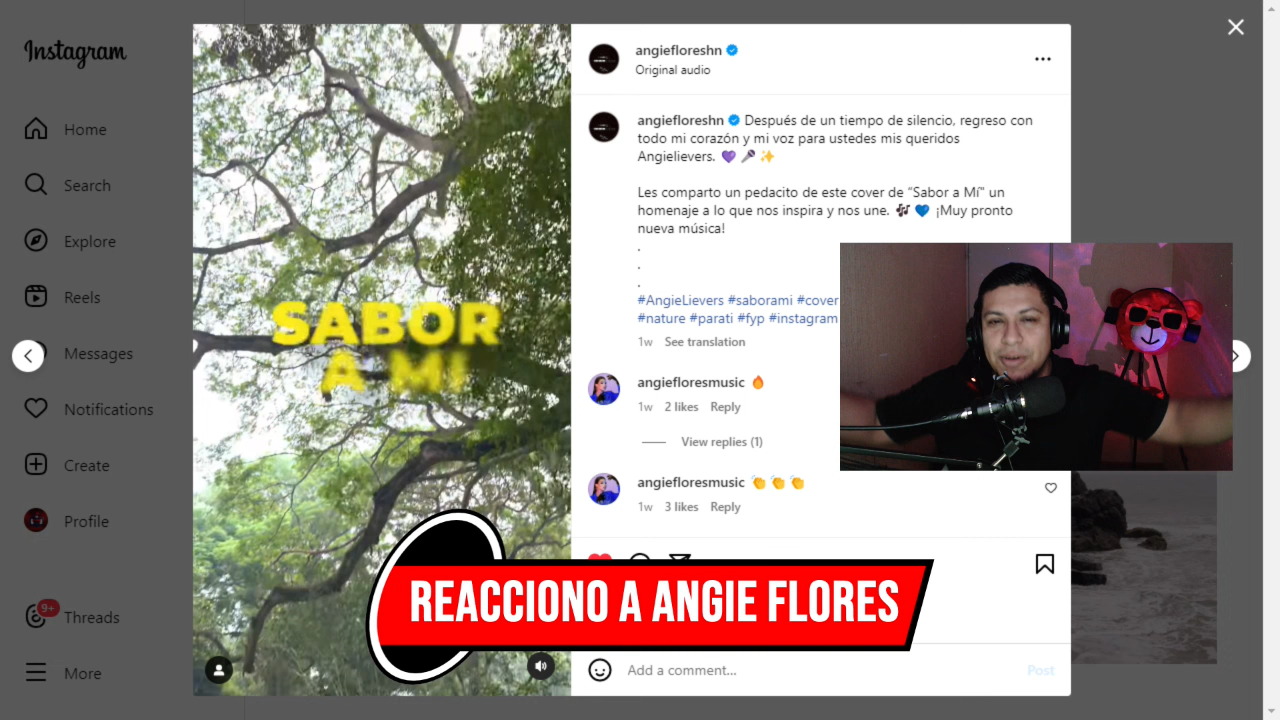 Instagram
Home
Search
Explore
Reels
Messages
Notifications
Create
Profile
9+
Threads
More
SABOR
A MI
angiefloreshn
Original audio
angiefloreshn Después de un tiempo de silencio, regreso con
todo mi corazón y mi voz para ustedes mis queridos
Angielievers. 💜 🎤 ✨
Les comparto un pedacito de este cover de "Sabor a Mí" un
homenaje a lo que nos inspira y nos une. 🎶 💙 ¡Muy pronto
nueva música!
.
.
.
#AngieLievers #saborami #cover
#nature #parati #fyp #instagram
1w See translation
angiefloresmusic 🔥
1w 2 likes Reply
View replies (1)
angiefloresmusic 👏 👏 👏
1w 3 likes Reply
REACCIONO A ANGIE FLORES
Add a comment...
Post